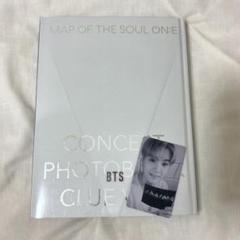 MAP OF THE SOUL ON:E
CONCEPT
PHOTOBOOK
BTS
CLUE